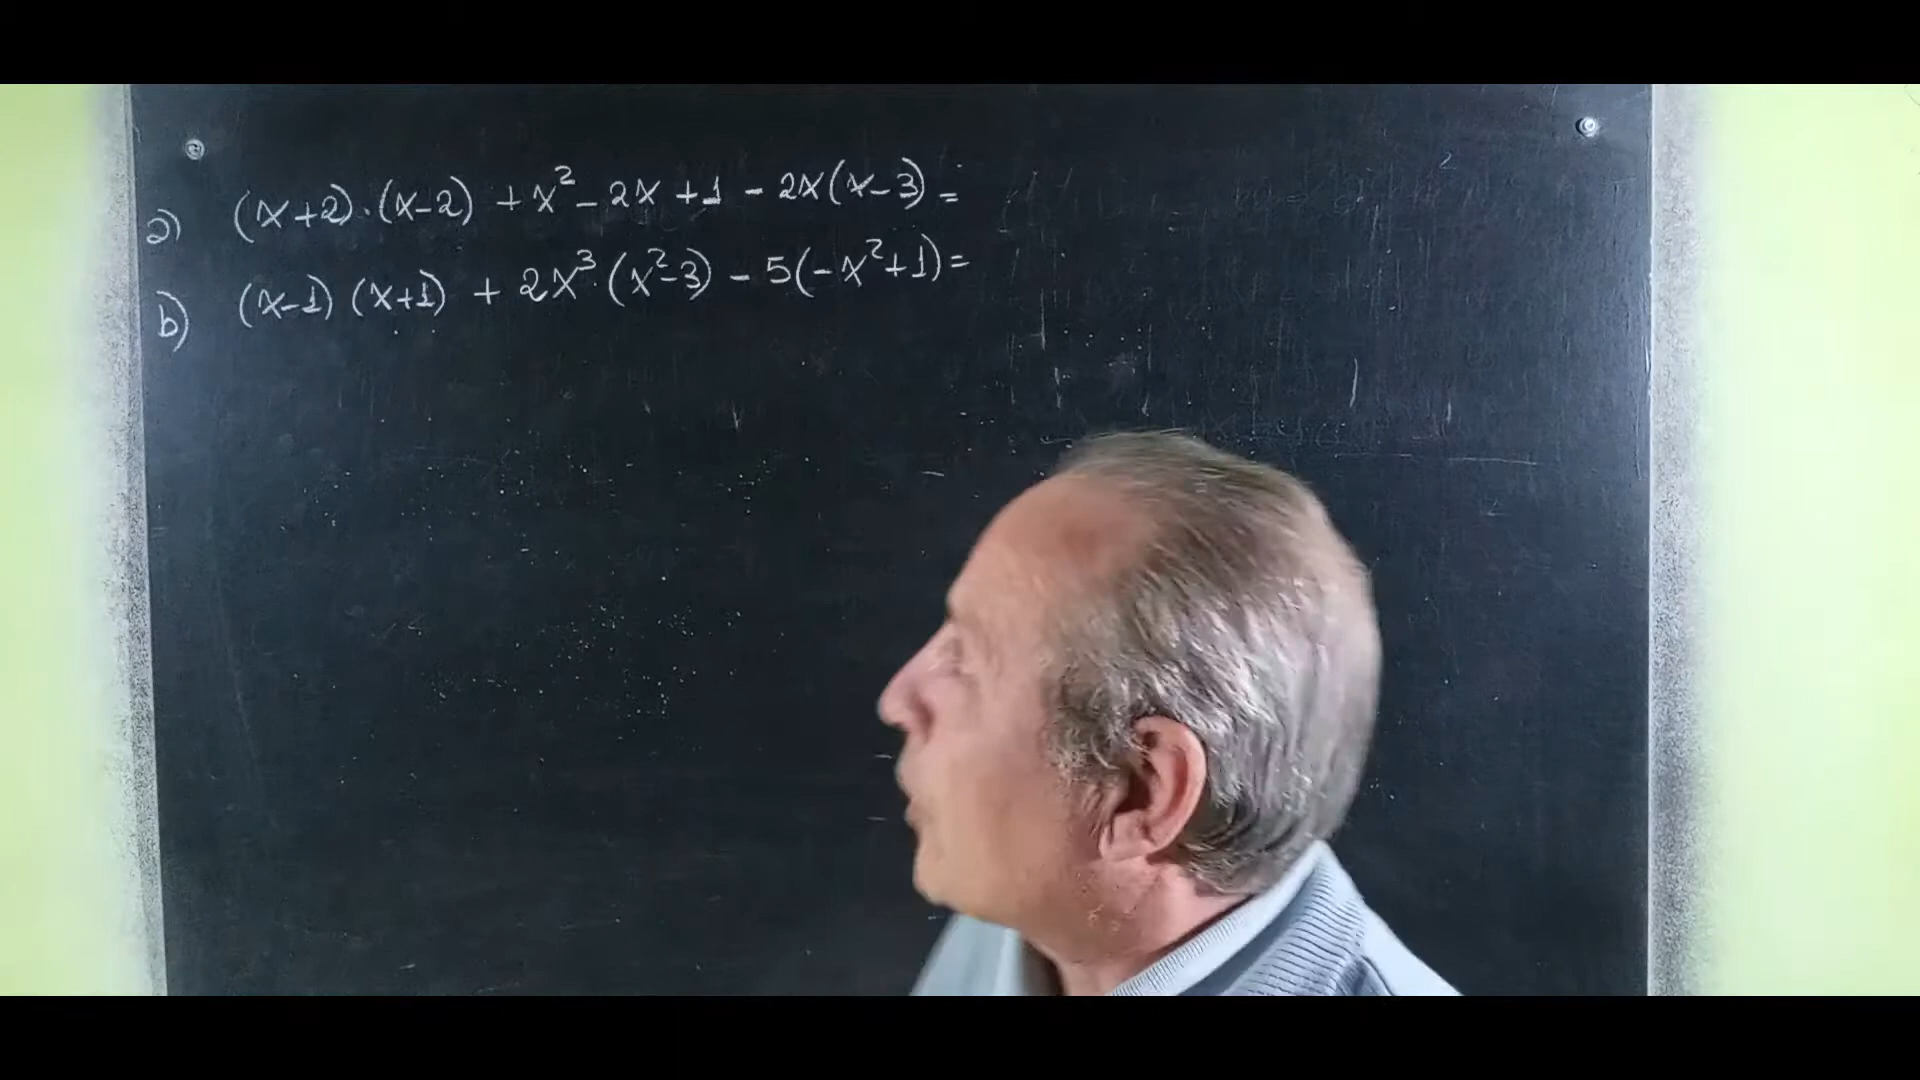 a) (x+2)·(x-2) + x² - 2x + 1 - 2x(x-3) =
b) (x-1) (x+1) + 2x³·(x²-3) - 5(-x²+1) =